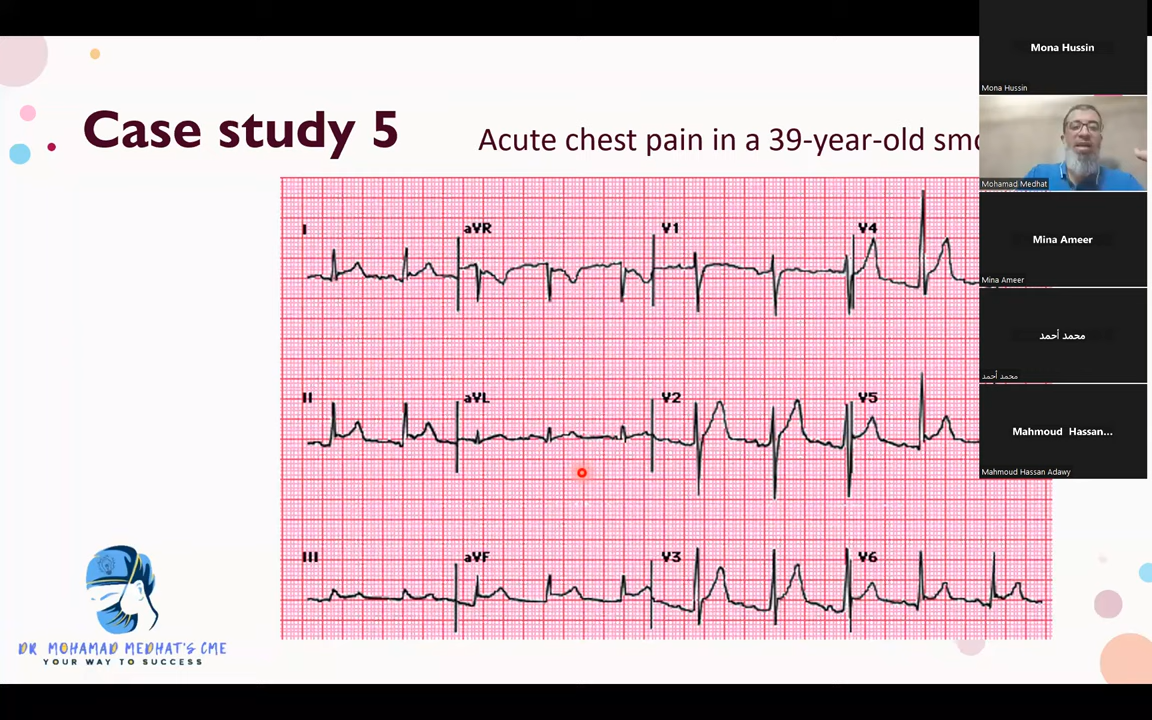 Case study 5
Acute chest pain in a 39-year-old
I
aVR
V1
V4
II
aVL
V2
V5
III
aVF
V3
V6
DR MOHAMAD MEDHAT'S CME
YOUR WAY TO SUCCESS
Mona Hussin
Mona Hussin
Mohamad Medhat
Mina Ameer
Mina Ameer
محمد أحمد
محمد أحمد
Mahmoud Hassan...
Mahmoud Hassan Adawy